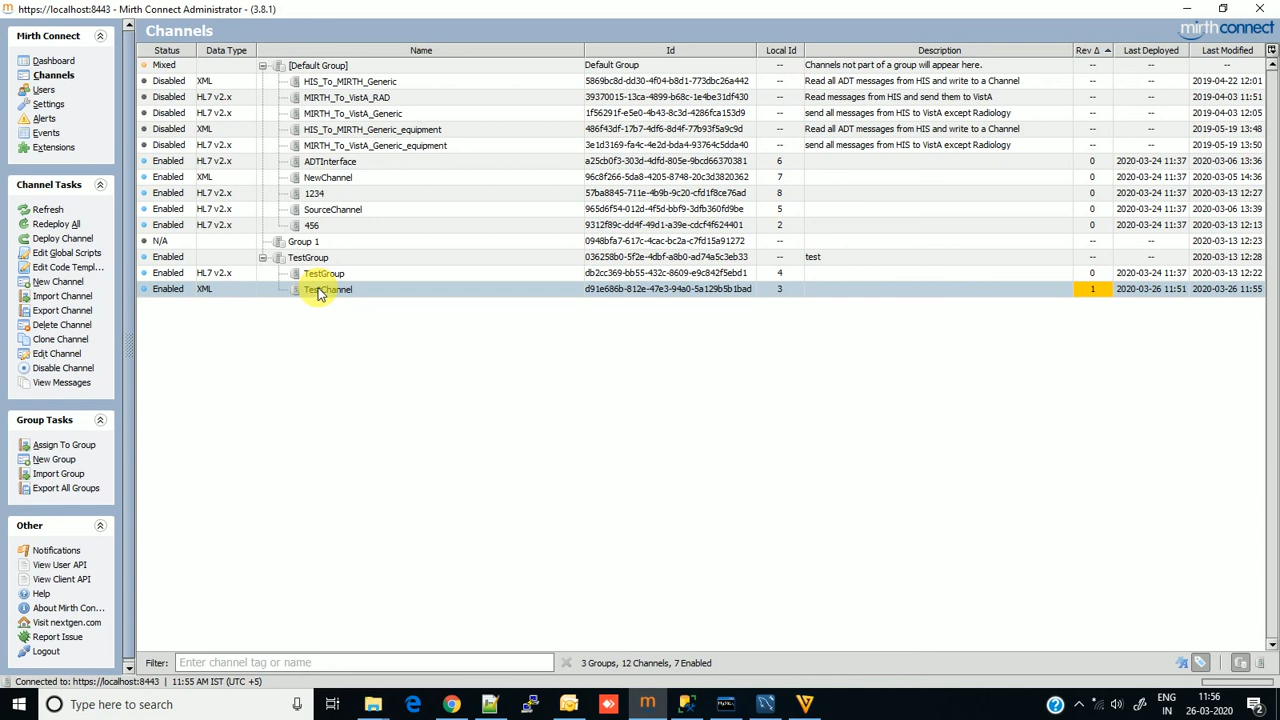 https://localhost:8443 - Mirth Connect Administrator - (3.8.1)
Mirth Connect
Dashboard
Channels
Users
Settings
Alerts
Events
Extensions
Channel Tasks
Refresh
Redeploy All
Deploy Channel
Edit Global Scripts
Edit Code Templ...
New Channel
Import Channel
Export Channel
Delete Channel
Clone Channel
Edit Channel
Disable Channel
View Messages
Group Tasks
Assign To Group
New Group
Import Group
Export All Groups
Other
Notifications
View User API
View Client API
Help
About Mirth Con...
Visit nextgen.com
Report Issue
Logout
Channels
mirthconnect
Status Data Type Name Id Local Id Description Rev Δ Last Deployed Last Modified
Mixed [Default Group] Default Group -- Channels not part of a group will appear here. -- -- --
Disabled XML HIS_To_MIRTH_Generic 5869bc8d-dd30-4f04-b8d1-773dbc26a442 -- Read all ADT messages from HIS and write to a Channel -- -- 2019-04-22 12:01
Disabled HL7 v2.x MIRTH_To_VistA_RAD 39370015-13ca-4899-b68c-1e4be31df430 -- Read messages from HIS and send them to VistA -- -- 2019-04-03 11:51
Disabled HL7 v2.x MIRTH_To_VistA_Generic 1f56291f-e5e0-43b4-8c3d-4286fca153d9 -- send all messages from HIS to VistA except Radiology -- -- 2019-04-03 12:05
Disabled XML HIS_To_MIRTH_Generic_equipment 486f43df-17b7-4df6-8d4f-77b93f5a9c9d -- Read all ADT messages from HIS and write to a Channel -- -- 2019-05-19 13:48
Disabled HL7 v2.x MIRTH_To_VistA_Generic_equipment 3e1d3169-fa4c-4e2d-bda4-93764c5dda40 -- send all messages from HIS to VistA except Radiology -- -- 2019-05-19 13:50
Enabled HL7 v2.x ADTInterface a25cb0f3-303d-4dfd-805e-9bcd66370381 6 0 2020-03-24 11:37 2020-03-06 13:36
Enabled XML NewChannel 96c8f266-5da8-4705-8748-20c3d3820362 7 0 2020-03-24 11:37 2020-03-05 14:36
Enabled HL7 v2.x 1234 57ba8845-711e-4b9b-9c20-cfd1f8ce76ad 8 0 2020-03-24 11:37 2020-03-13 12:27
Enabled HL7 v2.x SourceChannel 965d6f54-012d-4f5d-bbf9-3dfb360fd9be 5 0 2020-03-24 11:37 2020-03-06 13:39
Enabled HL7 v2.x 456 9312f89c-dd4f-49d1-a39e-cdcf4f624401 2 0 2020-03-24 11:37 2020-03-13 12:23
N/A Group 1 0948bfa7-617c-4cac-bc2a-c7fd15a91272 -- -- -- 2020-03-13 12:23
Enabled TestGroup 036258b0-5f2e-4dbf-a8b0-ad74a5c3eb33 -- test -- -- 2020-03-13 12:28
Enabled HL7 v2.x TestGroup db2cc369-bb55-432c-8609-e9c842f5ebd1 4 0 2020-03-24 11:37 2020-03-13 12:22
Enabled XML TestChannel d91e686b-812e-47e3-94a0-5a129b5b1bad 3 1 2020-03-26 11:51 2020-03-26 11:55
Filter: Enter channel tag or name 3 Groups, 12 Channels, 7 Enabled
Connected to: https://localhost:8443 | 11:55 AM IST (UTC +5)
Type here to search
ENG
IN
11:56
26-03-2020
2